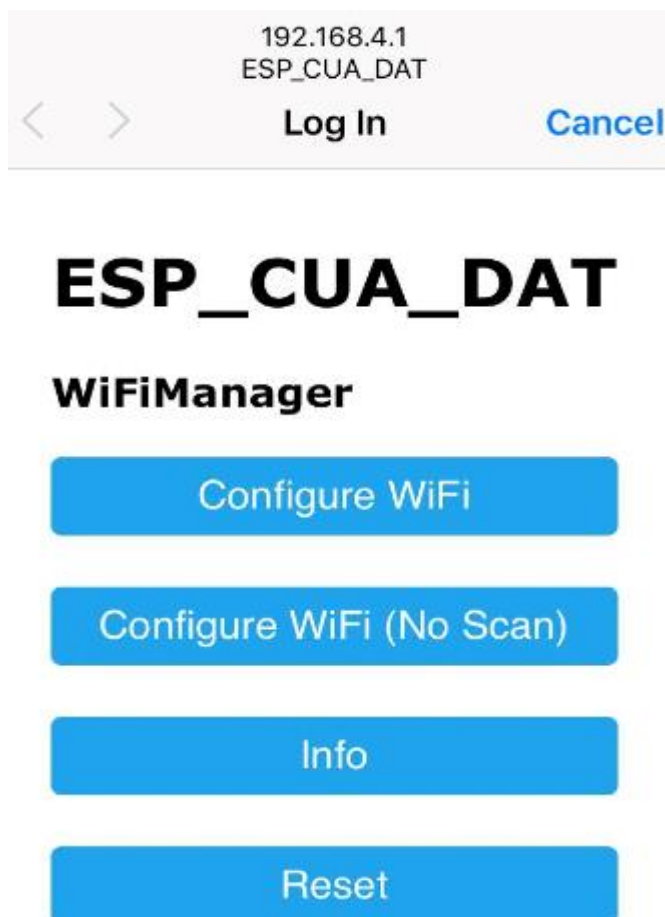 192.168.4.1
ESP_CUA_DAT
Log In
Cancel
ESP_CUA_DAT
WiFiManager
Configure WiFi
Configure WiFi (No Scan)
Info
Reset